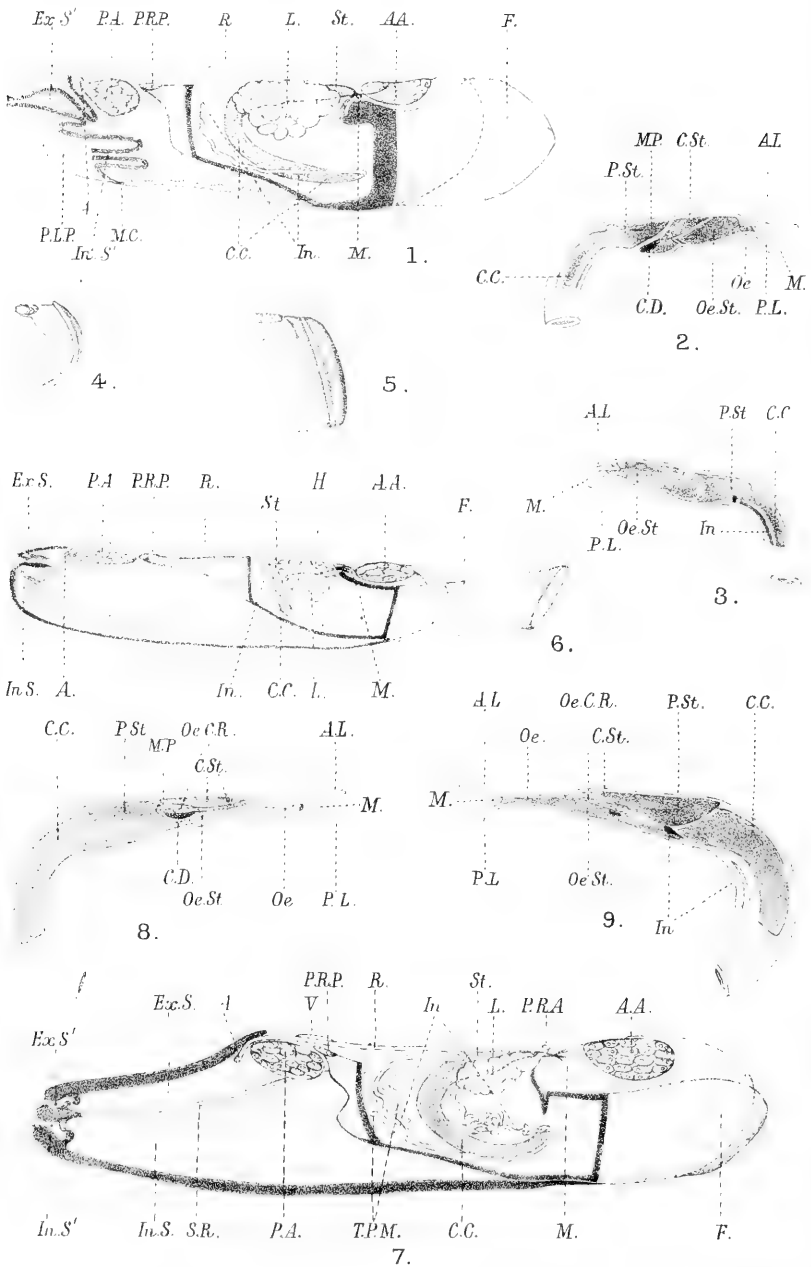 Ex S' P.A. P.R.P. R L. St. A.A. F.
P.I.P. A In S' M.C. C.C. In. M. 1.
M.P. C.St. A.L
P.St.
C.C. Oe M.
C.D. Oe.St. P.L.
2.
4. 5.
A.L P.St C.C
M. Oe.St In
P.L.
3.
Ex S. P.A P.R.P. R. St H A.A. F.
6.
In S. A. In. C.C. L. M.
C.C. P.St M.P Oe C.R. C.St. A.L.
M.
C.D. Oe.St Oe P.L.
8.
A.L Oe. Oe.C.R. C.St. P.St. C.C.
M.
P.L Oe St. In
9.
Ex S' Ex.S. A P.R.P. V R. In St. L. P.R.A A.A.
In.S' In.S. S.R. P.A. T.P.M. C.C. M. F.
7.